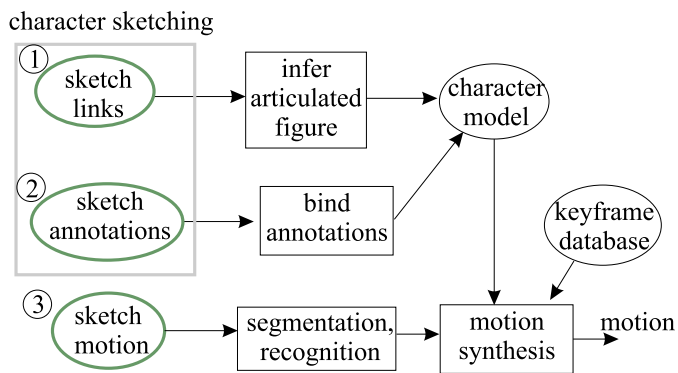 character sketching
1
sketch
links
infer
articulated
figure
character
model
2
sketch
annotations
bind
annotations
keyframe
database
3
sketch
motion
segmentation,
recognition
motion
synthesis
motion